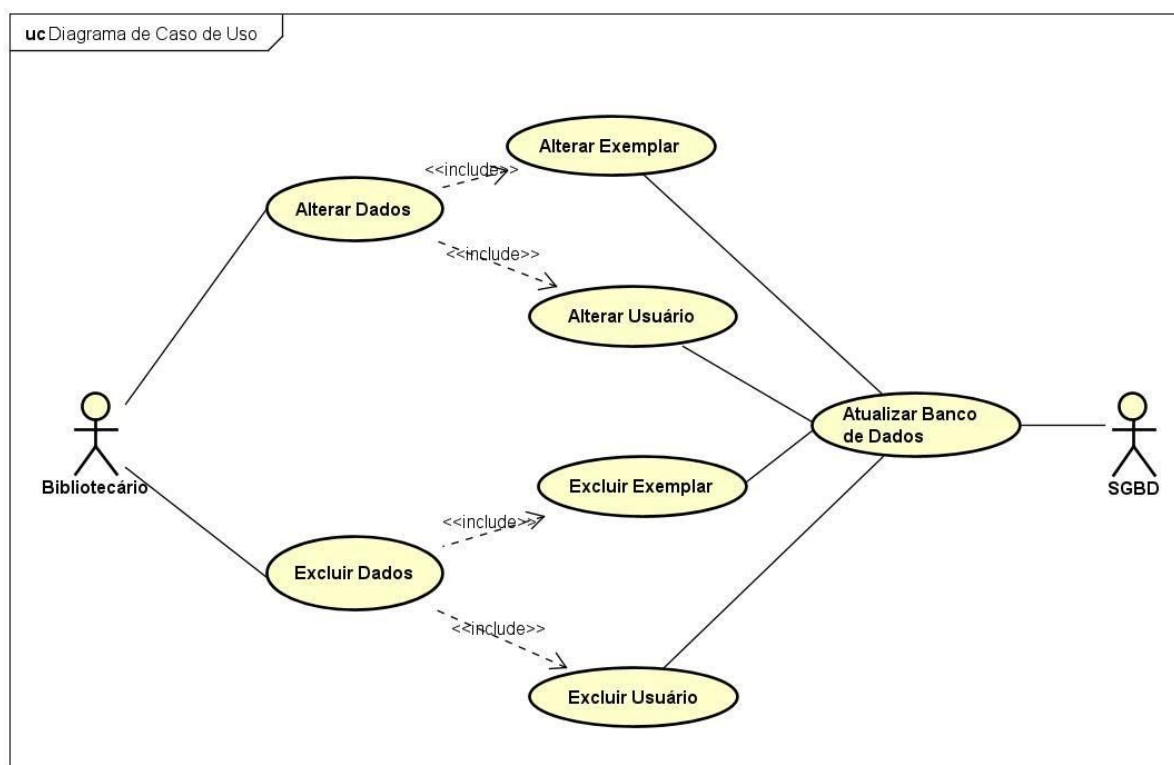 uc Diagrama de Caso de Uso
Alterar Exemplar
<<include>>
Alterar Dados
<<include>>
Alterar Usuário
Atualizar Banco
de Dados
Bibliotecário
SGBD
Excluir Exemplar
<<include>>
Excluir Dados
<<include>>
Excluir Usuário